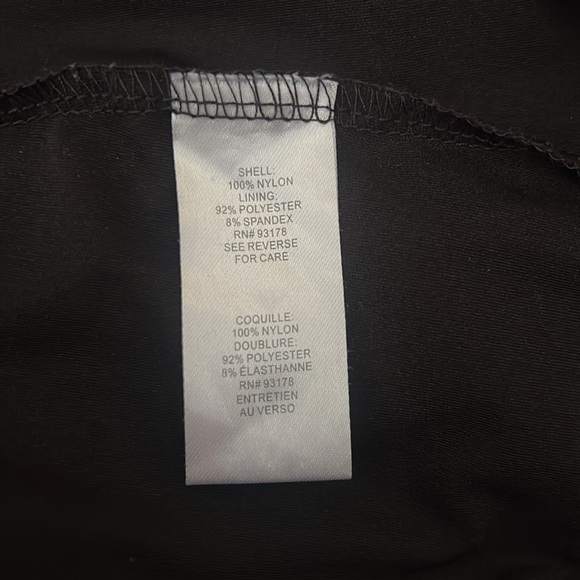 SHELL:
100% NYLON
LINING:
92% POLYESTER
8% SPANDEX
RN# 93178
SEE REVERSE
FOR CARE
COQUILLE:
100% NYLON
DOUBLURE:
92% POLYESTER
8% ÉLASTHANNE
RN# 93178
ENTRETIEN
AU VERSO